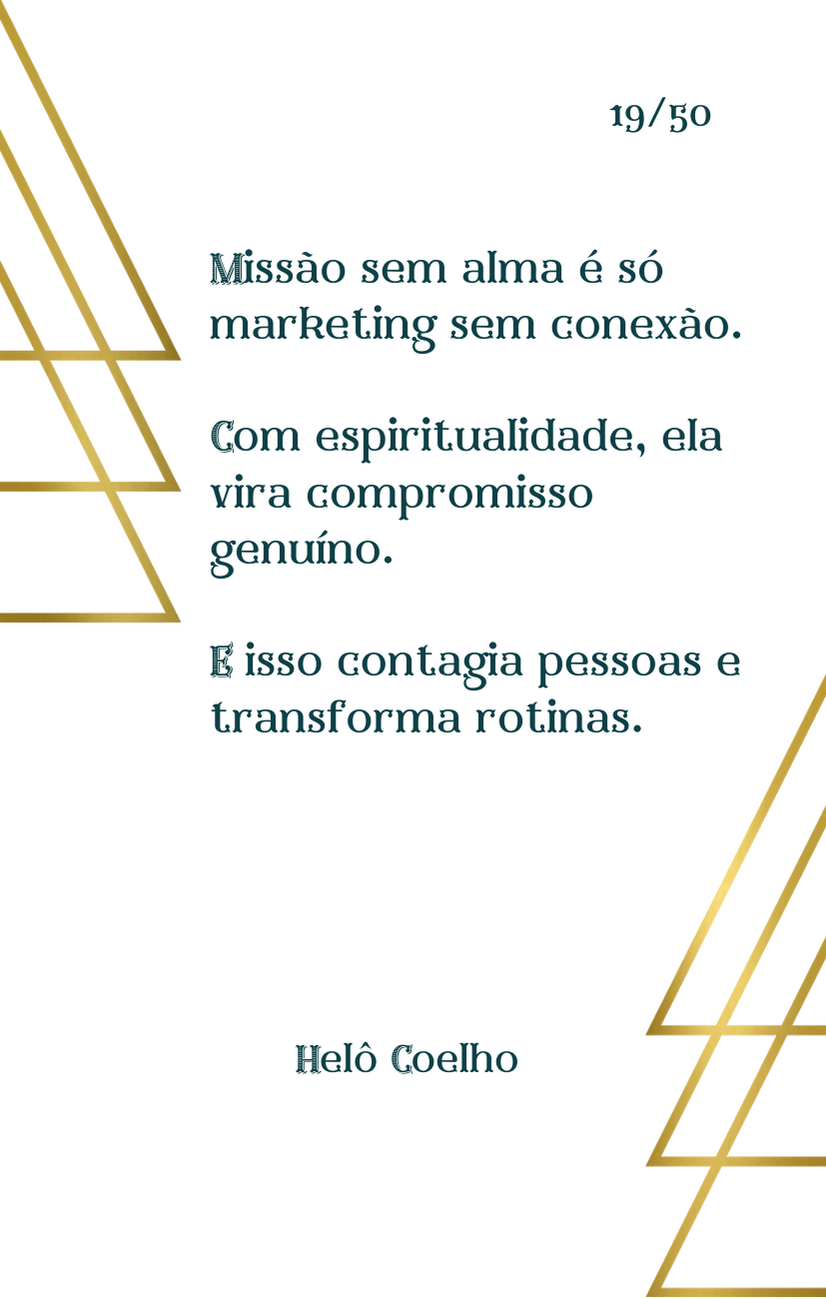 19/50
Missão sem alma é só
marketing sem conexão.
Com espiritualidade, ela
vira compromisso
genuíno.
E isso contagia pessoas e
transforma rotinas.
Helô Coelho